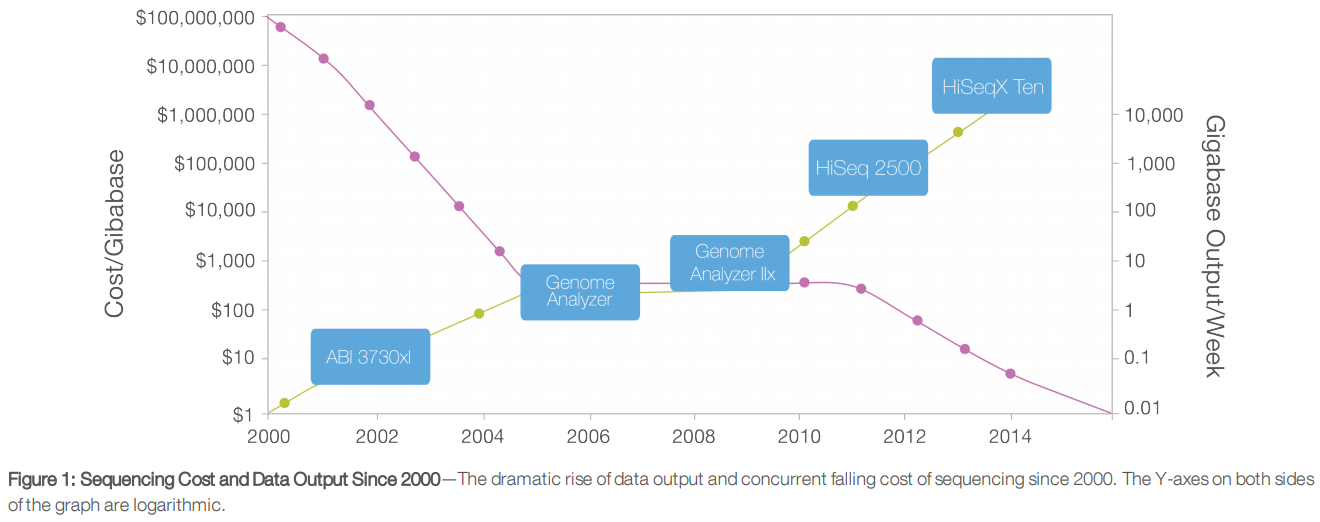 $100,000,000
$10,000,000
$1,000,000
$100,000
$10,000
$1,000
$100
$10
$1
Cost/Gibabase
HiSeqX Ten
HiSeq 2500
Genome
Analyzer IIx
Genome
Analyzer
ABI 3730xl
10,000
1,000
100
10
1
0.1
0.01
Gigabase Output/Week
2000 2002 2004 2006 2008 2010 2012 2014
Figure 1: Sequencing Cost and Data Output Since 2000—The dramatic rise of data output and concurrent falling cost of sequencing since 2000. The Y-axes on both sides
of the graph are logarithmic.